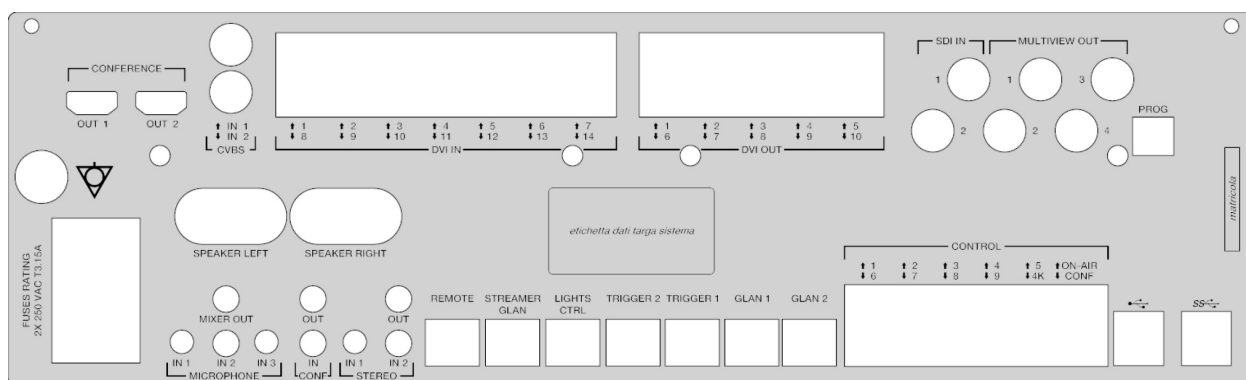 CONFERENCE
OUT 1 OUT 2
↑ IN 1
↓ IN 2
CVBS
↑ 1 ↑ 2 ↑ 3 ↑ 4 ↑ 5 ↑ 6 ↑ 7
↓ 8 ↓ 9 ↓ 10 ↓ 11 ↓ 12 ↓ 13 ↓ 14
DVI IN
↑ 1 ↑ 2 ↑ 3 ↑ 4 ↑ 5
↓ 6 ↓ 7 ↓ 8 ↓ 9 ↓ 10
DVI OUT
SDI IN MULTIVIEW OUT
1 1 3
2 2 4
PROG
matricola
SPEAKER LEFT SPEAKER RIGHT
etichetta dati targa sistema
FUSES RATING
2X 250 VAC T3.15A
CONTROL
↑ 1 ↑ 2 ↑ 3 ↑ 4 ↑ 5 ↑ ON-AIR
↓ 6 ↓ 7 ↓ 8 ↓ 9 ↓ 4K ↓ CONF
MIXER OUT OUT OUT
IN 1 IN 2 IN 3 IN IN 1 IN 2
MICROPHONE CONF STEREO
REMOTE STREAMER LIGHTS TRIGGER 2 TRIGGER 1 GLAN 1 GLAN 2
GLAN CTRL
SS